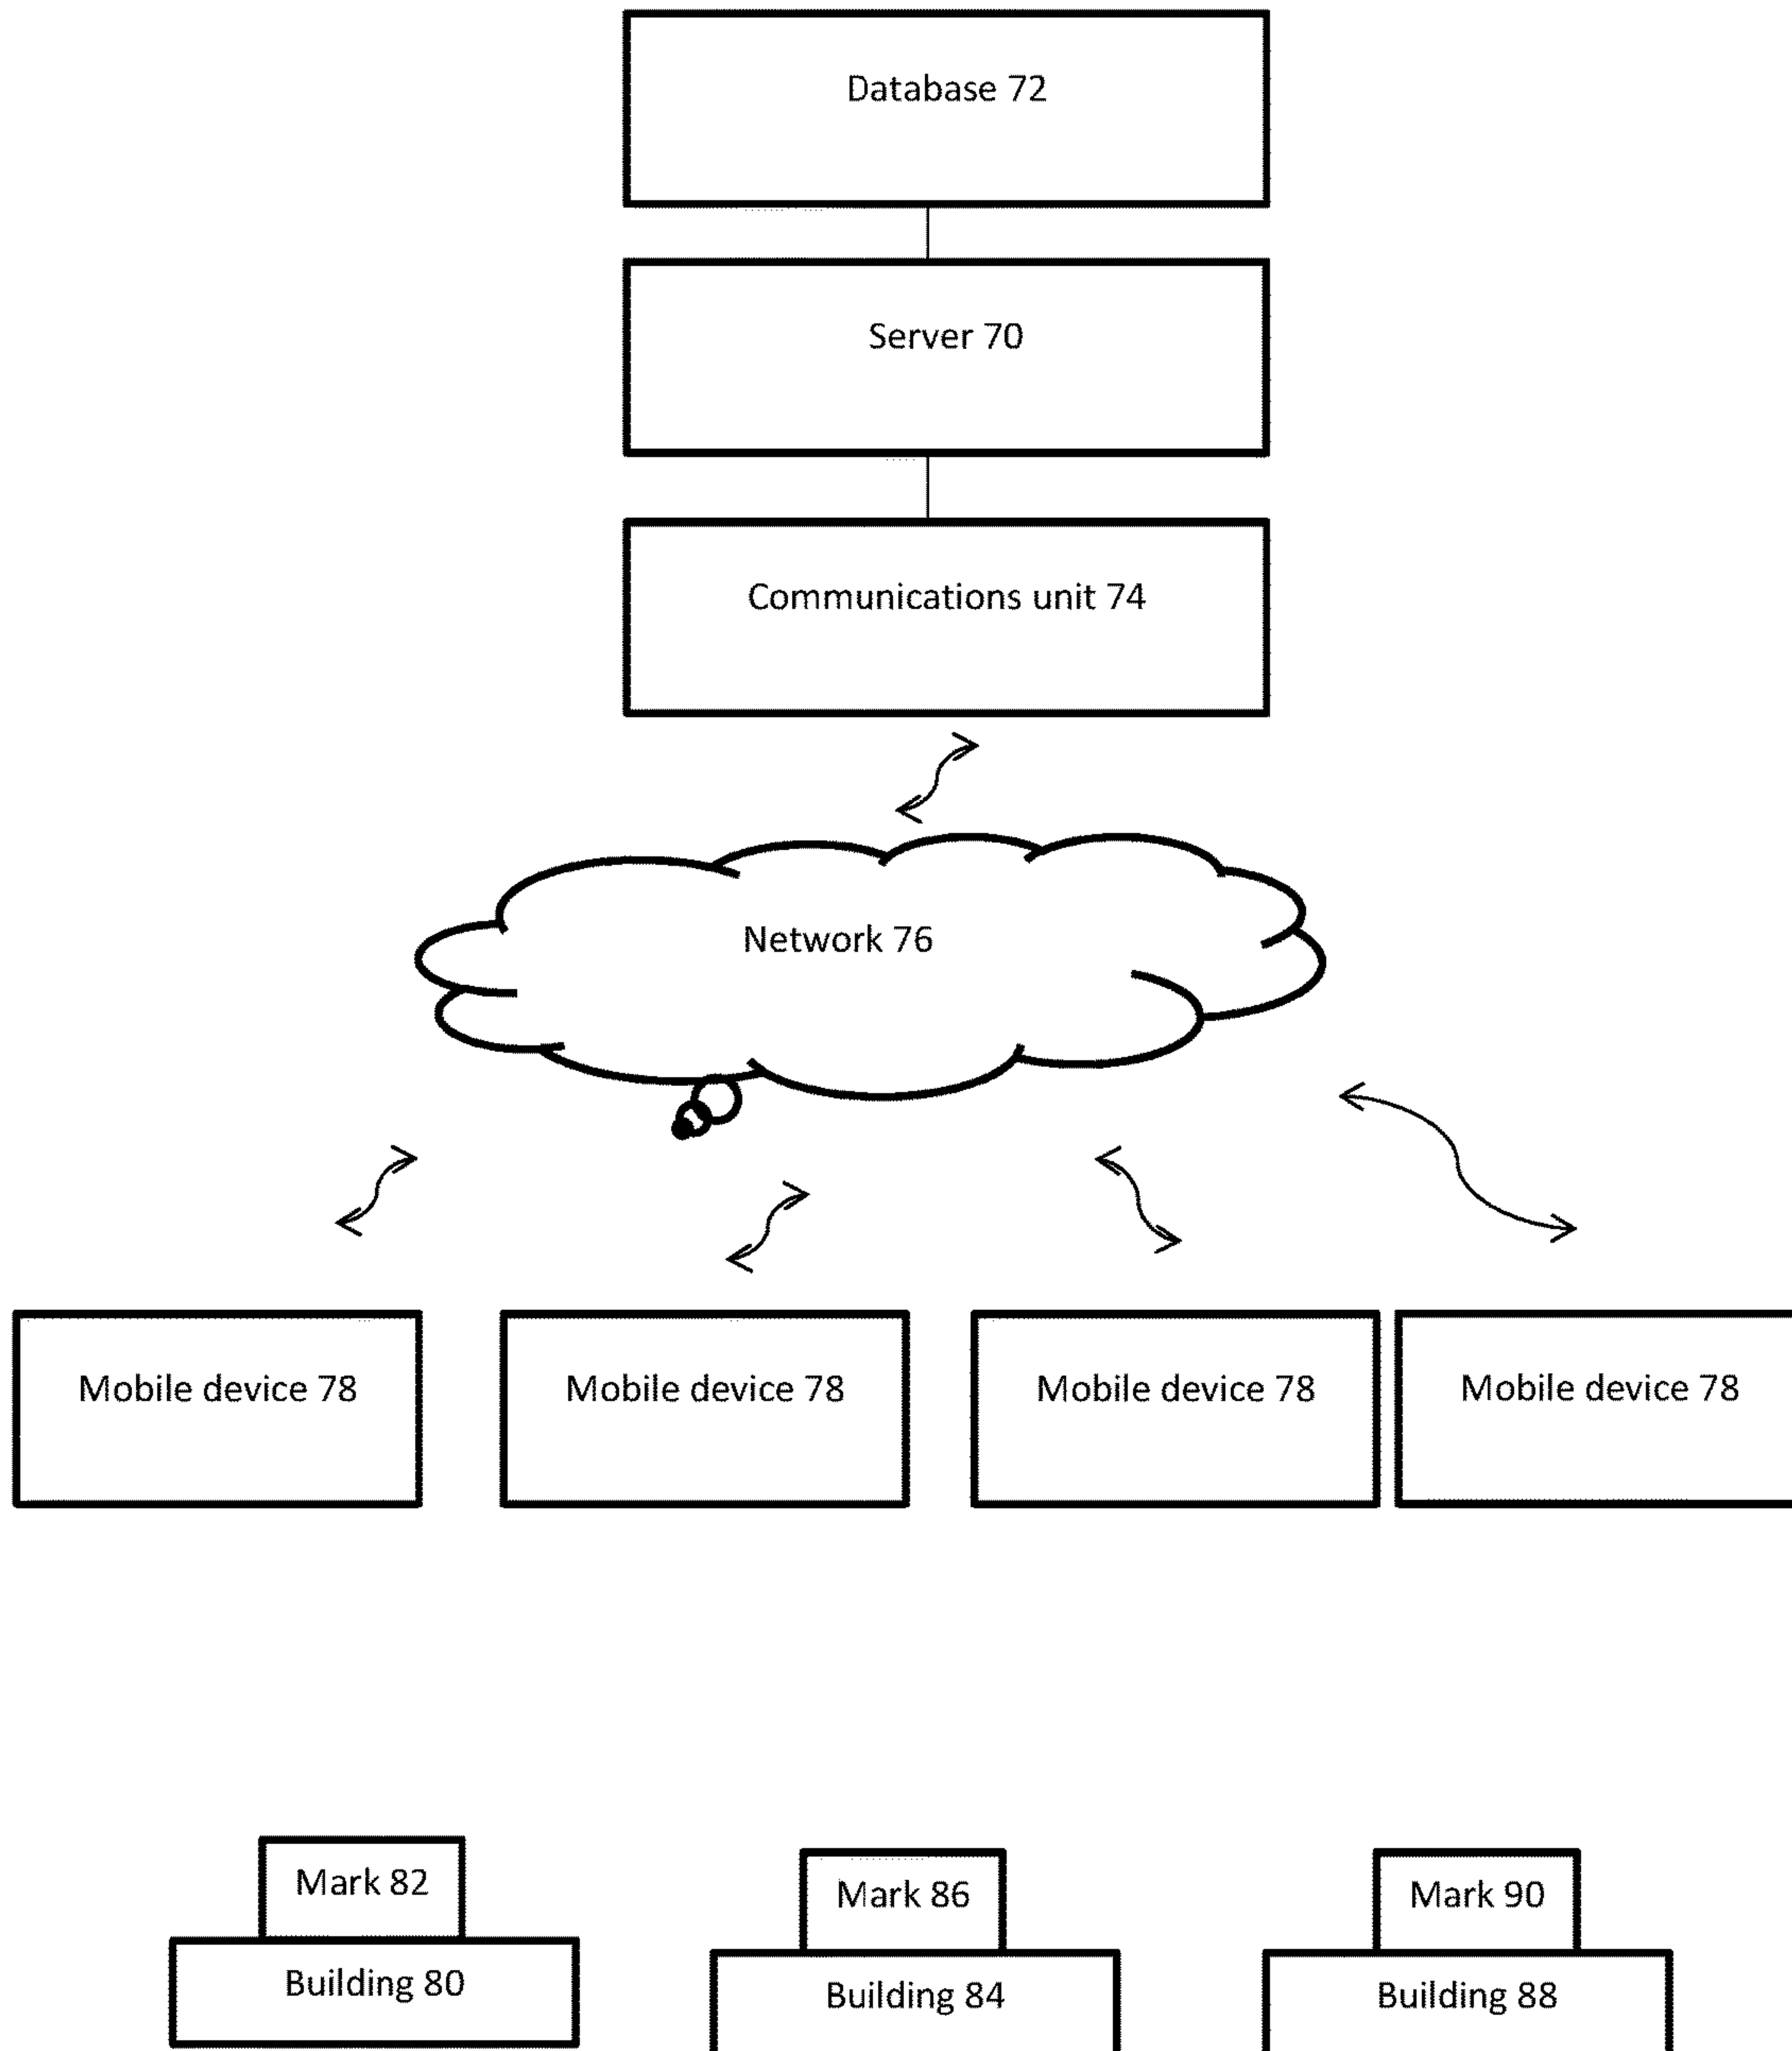 Database 72
Server 70
Communications unit 74
Network 76
Mobile device 78
Mobile device 78
Mobile device 78
Mobile device 78
Mark 82
Mark 86
Mark 90
Building 80
Building 84
Building 88